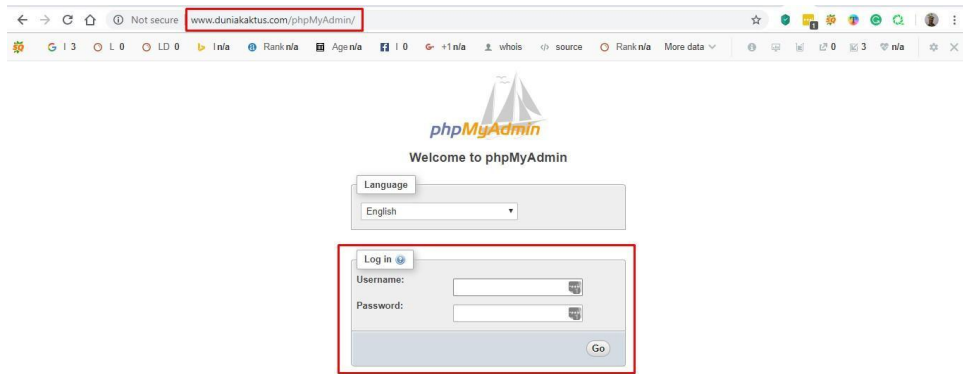 Not secure www.duniakaktus.com/phpMyAdmin/
G | 3 L 0 LD 0 I n/a Rank n/a Age n/a | 0 +1 n/a whois source Rank n/a More data 0 3 n/a
phpMyAdmin
Welcome to phpMyAdmin
Language
English
Log in
Username:
Password:
Go